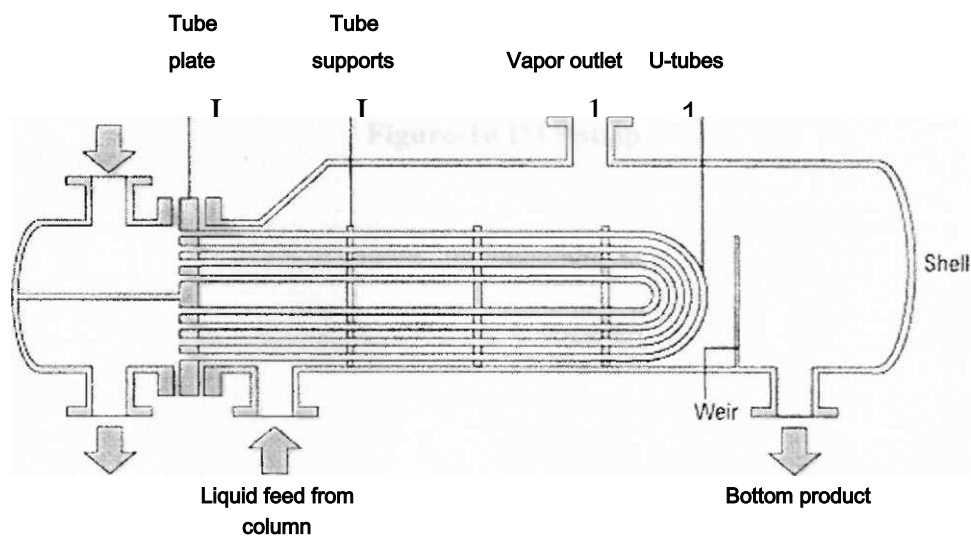 Tube plate
Tube supports
Vapor outlet
U-tubes
Shell
Weir
Liquid feed from
column
Bottom product